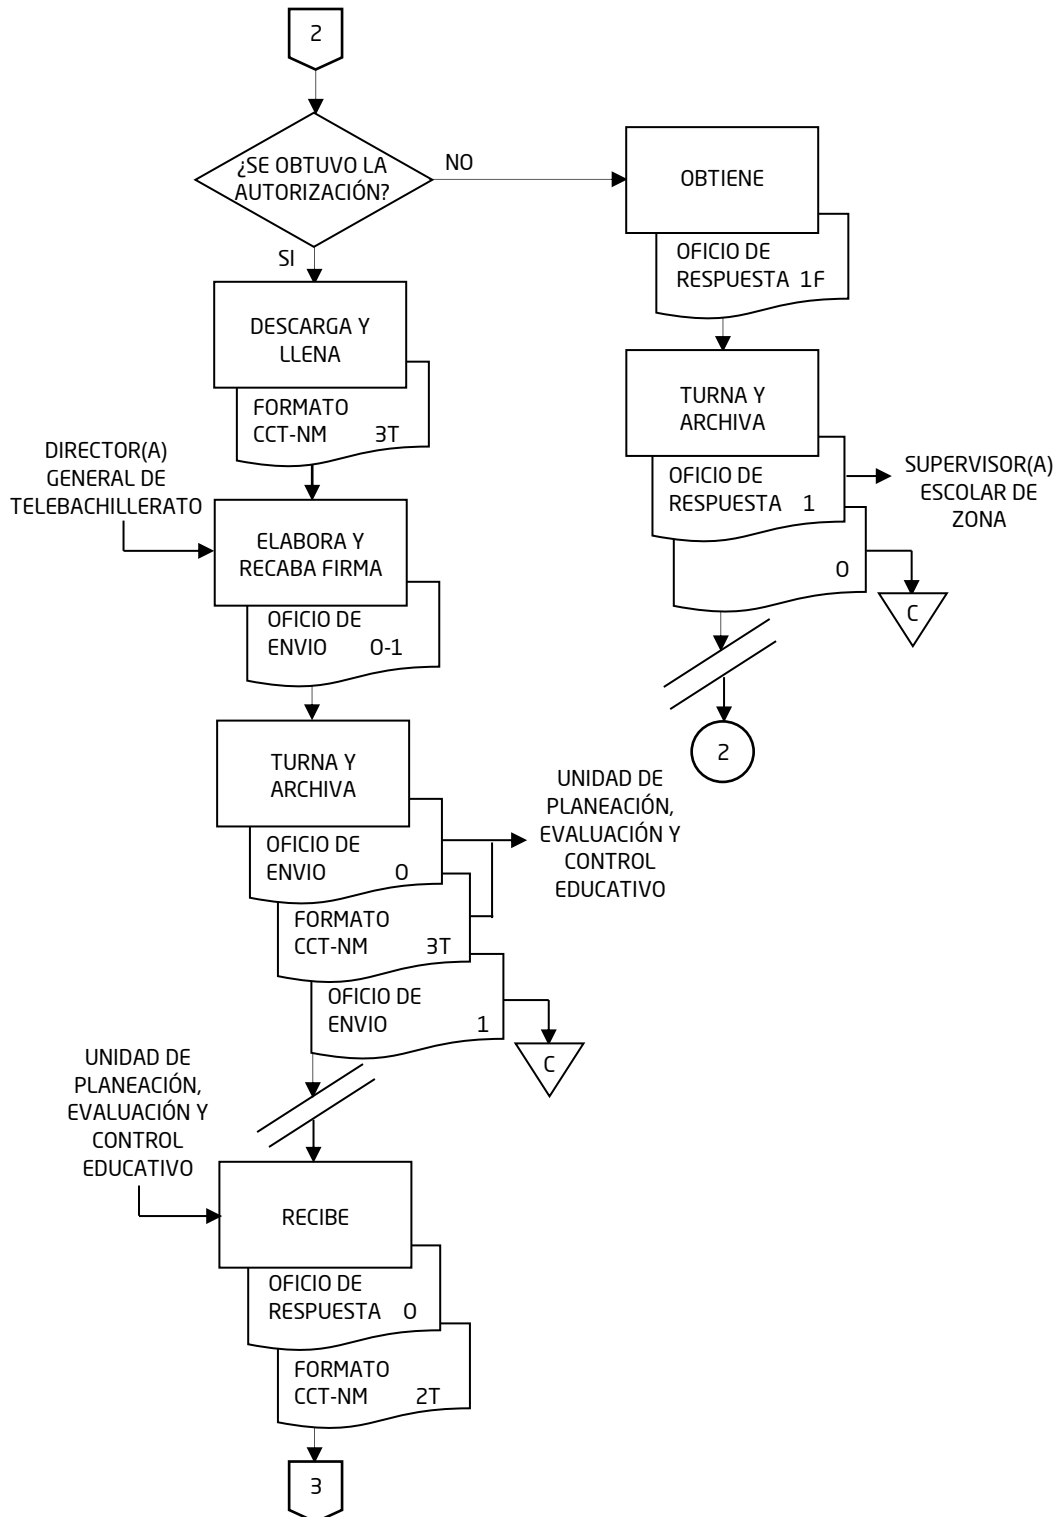 2
¿SE OBTUVO LA
AUTORIZACIÓN?
NO
SI
OBTIENE
OFICIO DE
RESPUESTA 1F
TURNA Y
ARCHIVA
OFICIO DE
RESPUESTA 1
0
SUPERVISOR(A)
ESCOLAR DE
ZONA
C
2
DESCARGA Y
LLENA
FORMATO
CCT-NM 3T
DIRECTOR(A)
GENERAL DE
TELEBACHILLERATO
ELABORA Y
RECABA FIRMA
OFICIO DE
ENVIO 0-1
TURNA Y
ARCHIVA
OFICIO DE
ENVIO 0
FORMATO
CCT-NM 3T
OFICIO DE
ENVIO 1
UNIDAD DE
PLANEACIÓN,
EVALUACIÓN Y
CONTROL
EDUCATIVO
C
UNIDAD DE
PLANEACIÓN,
EVALUACIÓN Y
CONTROL
EDUCATIVO
RECIBE
OFICIO DE
RESPUESTA 0
FORMATO
CCT-NM 2T
3